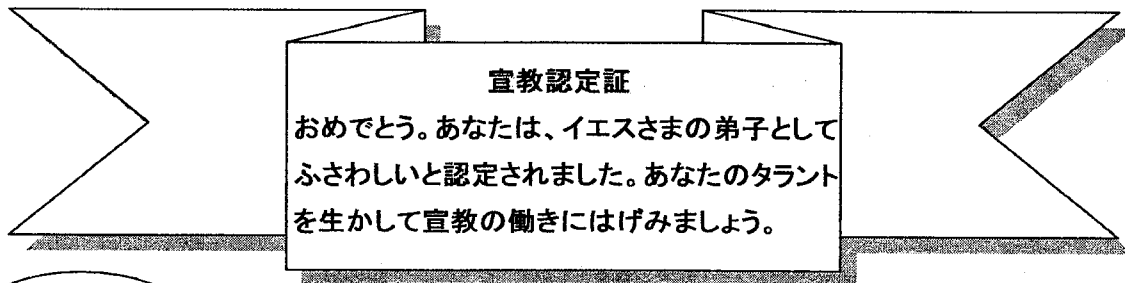 宣教認定証
おめでとう。あなたは、イエスさまの弟子として
ふさわしいと認定されました。あなたのタラント
を生かして宣教の働きにはげみましょう。